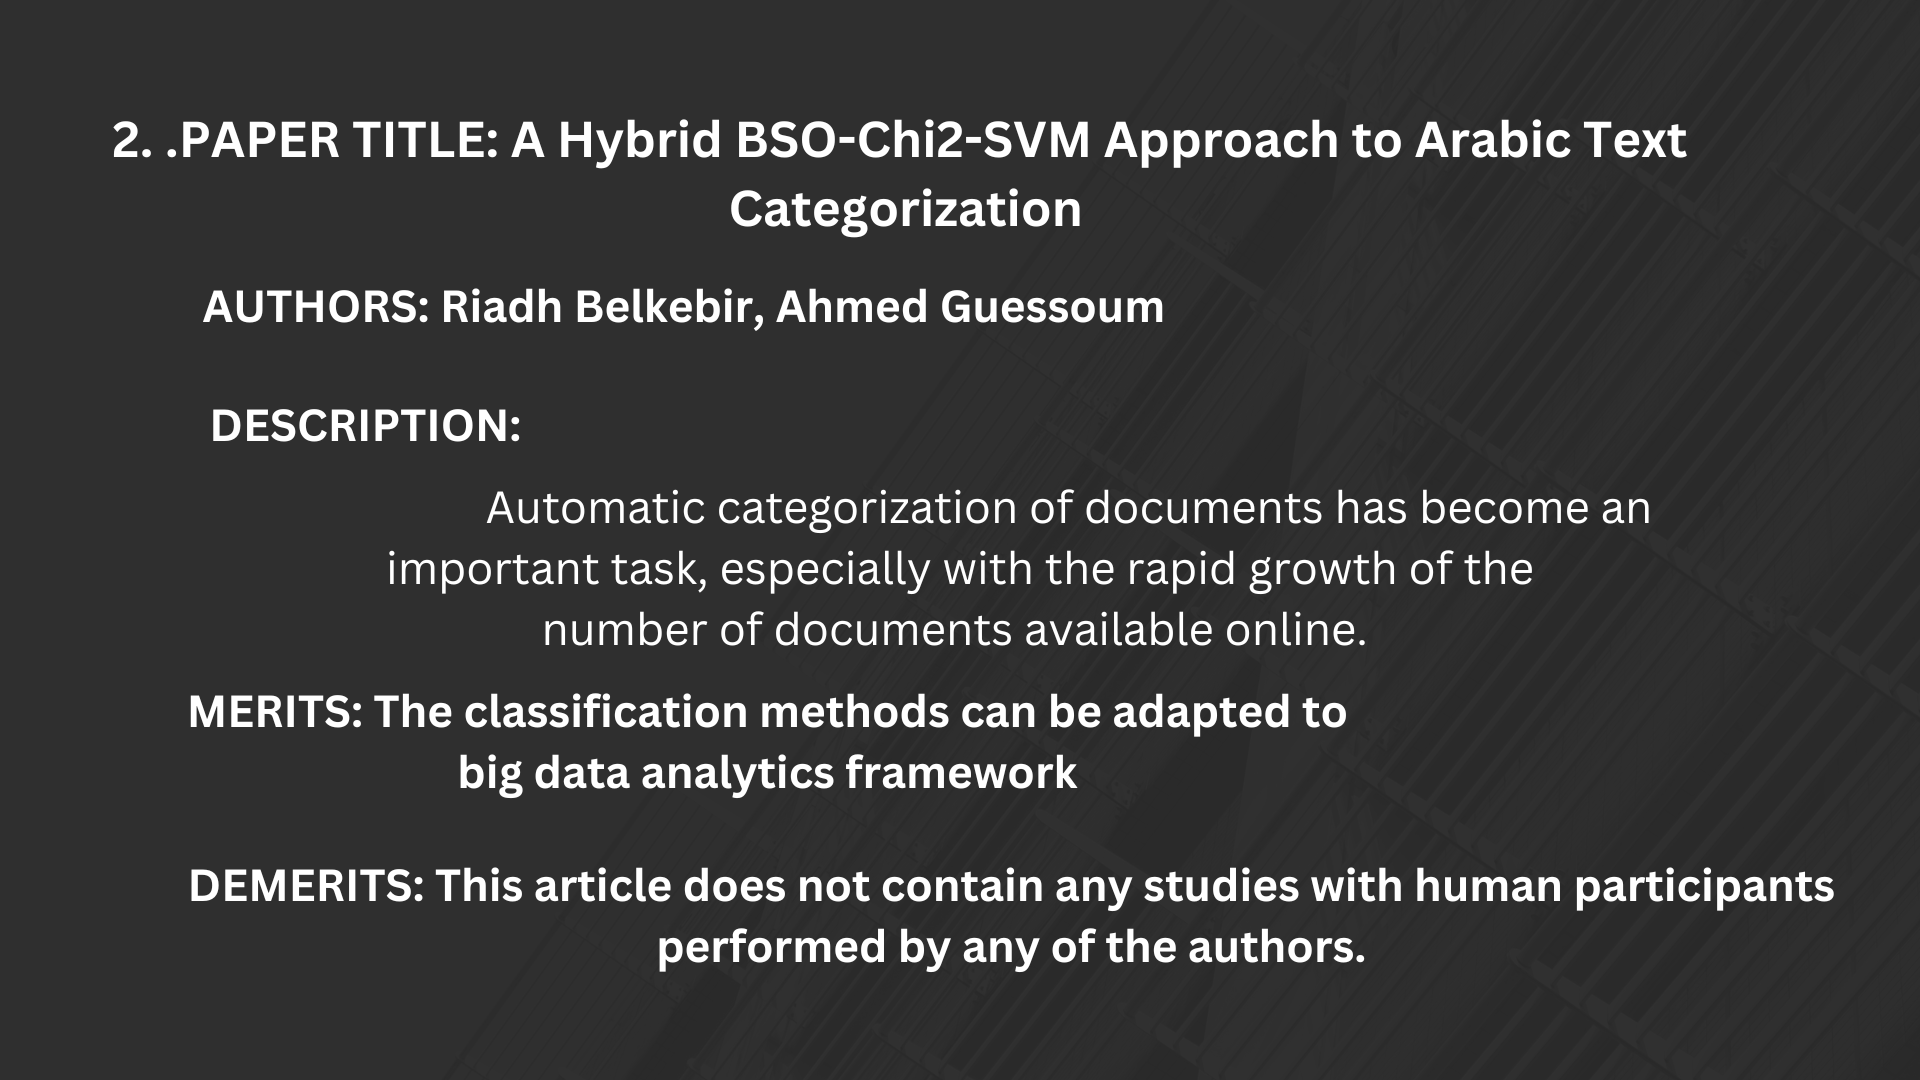 2. .PAPER TITLE: A Hybrid BSO-Chi2-SVM Approach to Arabic Text
Categorization
AUTHORS: Riadh Belkebir, Ahmed Guessoum
DESCRIPTION:
Automatic categorization of documents has become an
important task, especially with the rapid growth of the
number of documents available online.
MERITS: The classification methods can be adapted to
big data analytics framework
DEMERITS: This article does not contain any studies with human participants
performed by any of the authors.